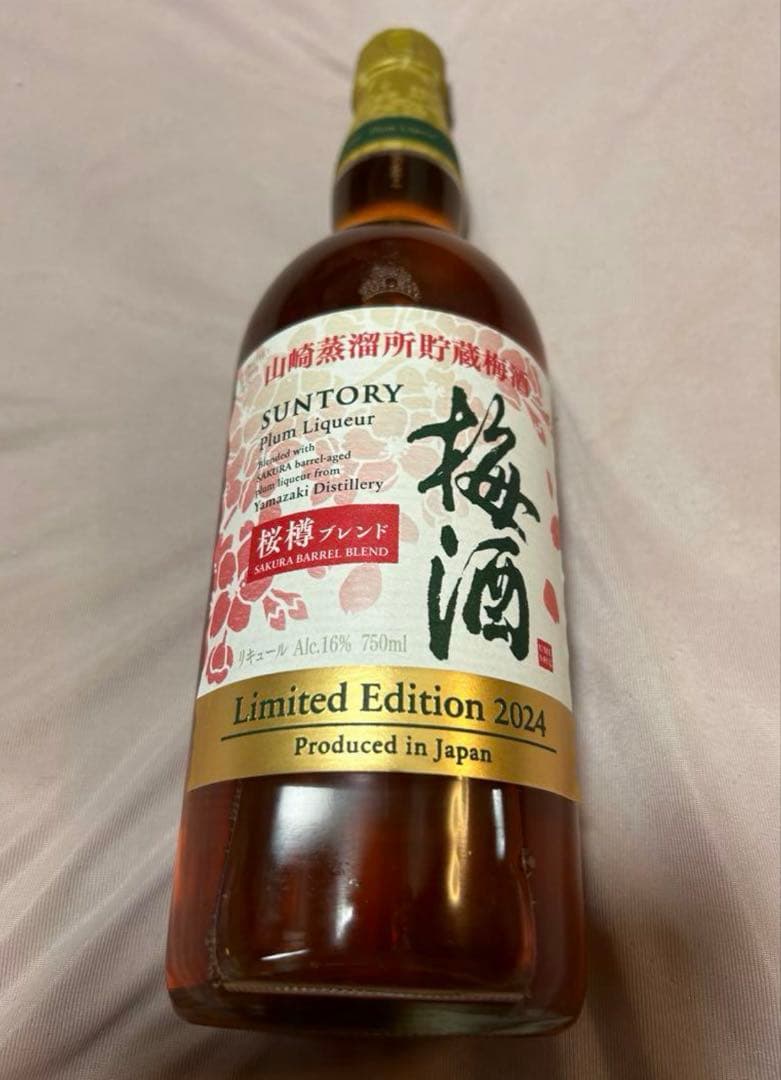 山崎蒸溜所貯蔵梅酒
SUNTORY
Plum Liqueur
Blended with
SAKURA barrel-aged
plum liqueur from
Yamazaki Distillery
梅酒
桜樽ブレンド
SAKURA BARREL BLEND
リキュール Alc.16% 750ml
Limited Edition 2024
Produced in Japan